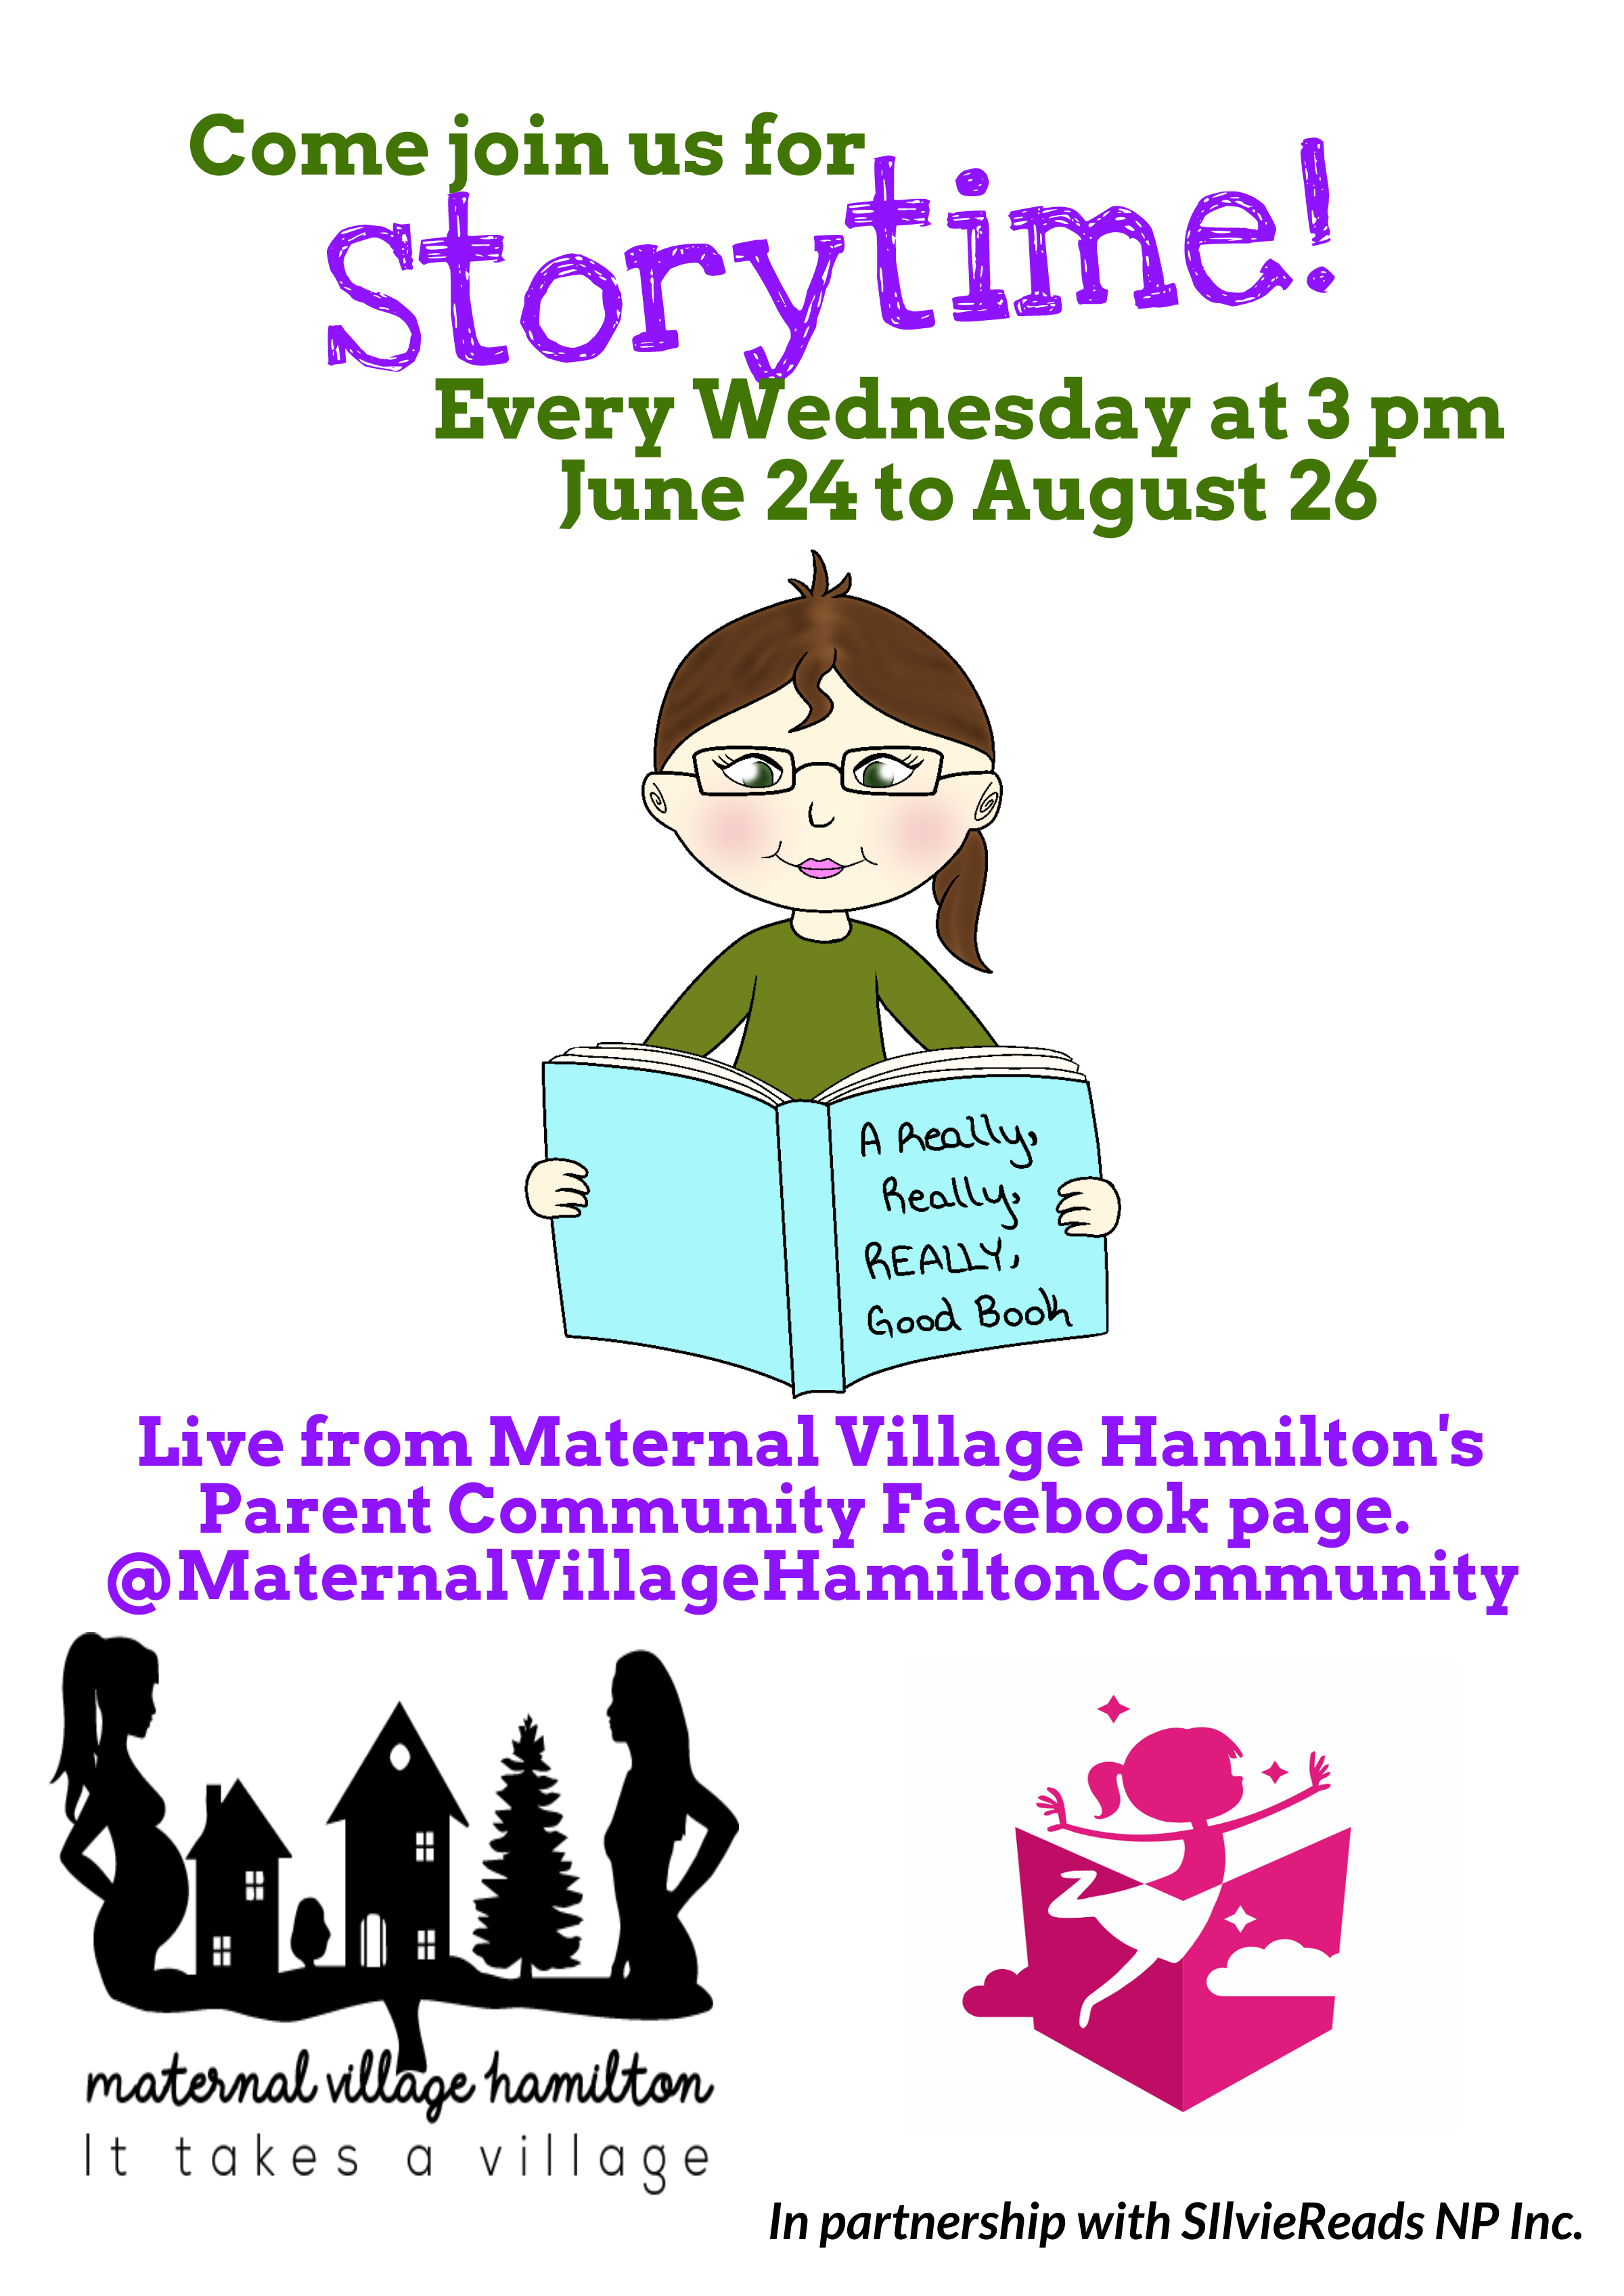 Come join us for
storytime!
Every Wednesday at 3 pm
June 24 to August 26
A Really,
Really,
REALLY,
Good Book
Live from Maternal Village Hamilton's
Parent Community Facebook page.
@MaternalVillageHamiltonCommunity
maternal village hamilton
It takes a village
In partnership with SIlvieReads NP Inc.